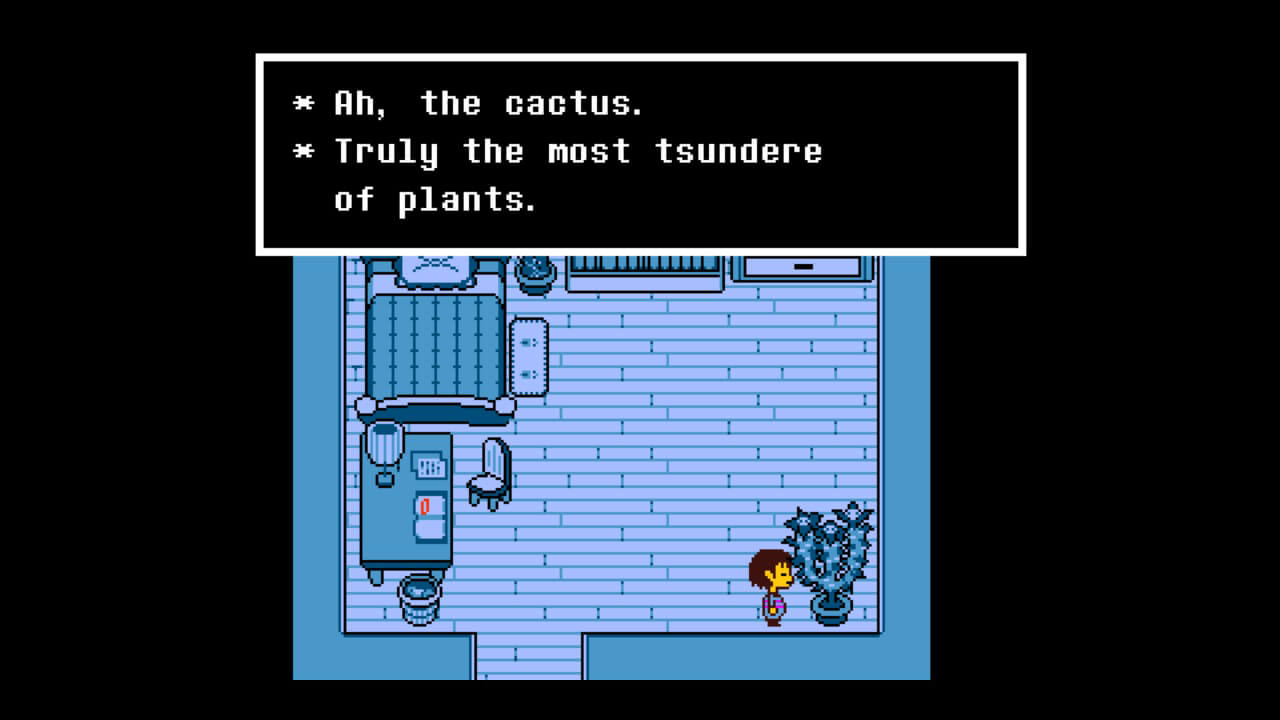 * Ah, the cactus.
* Truly the most tsundere
of plants.